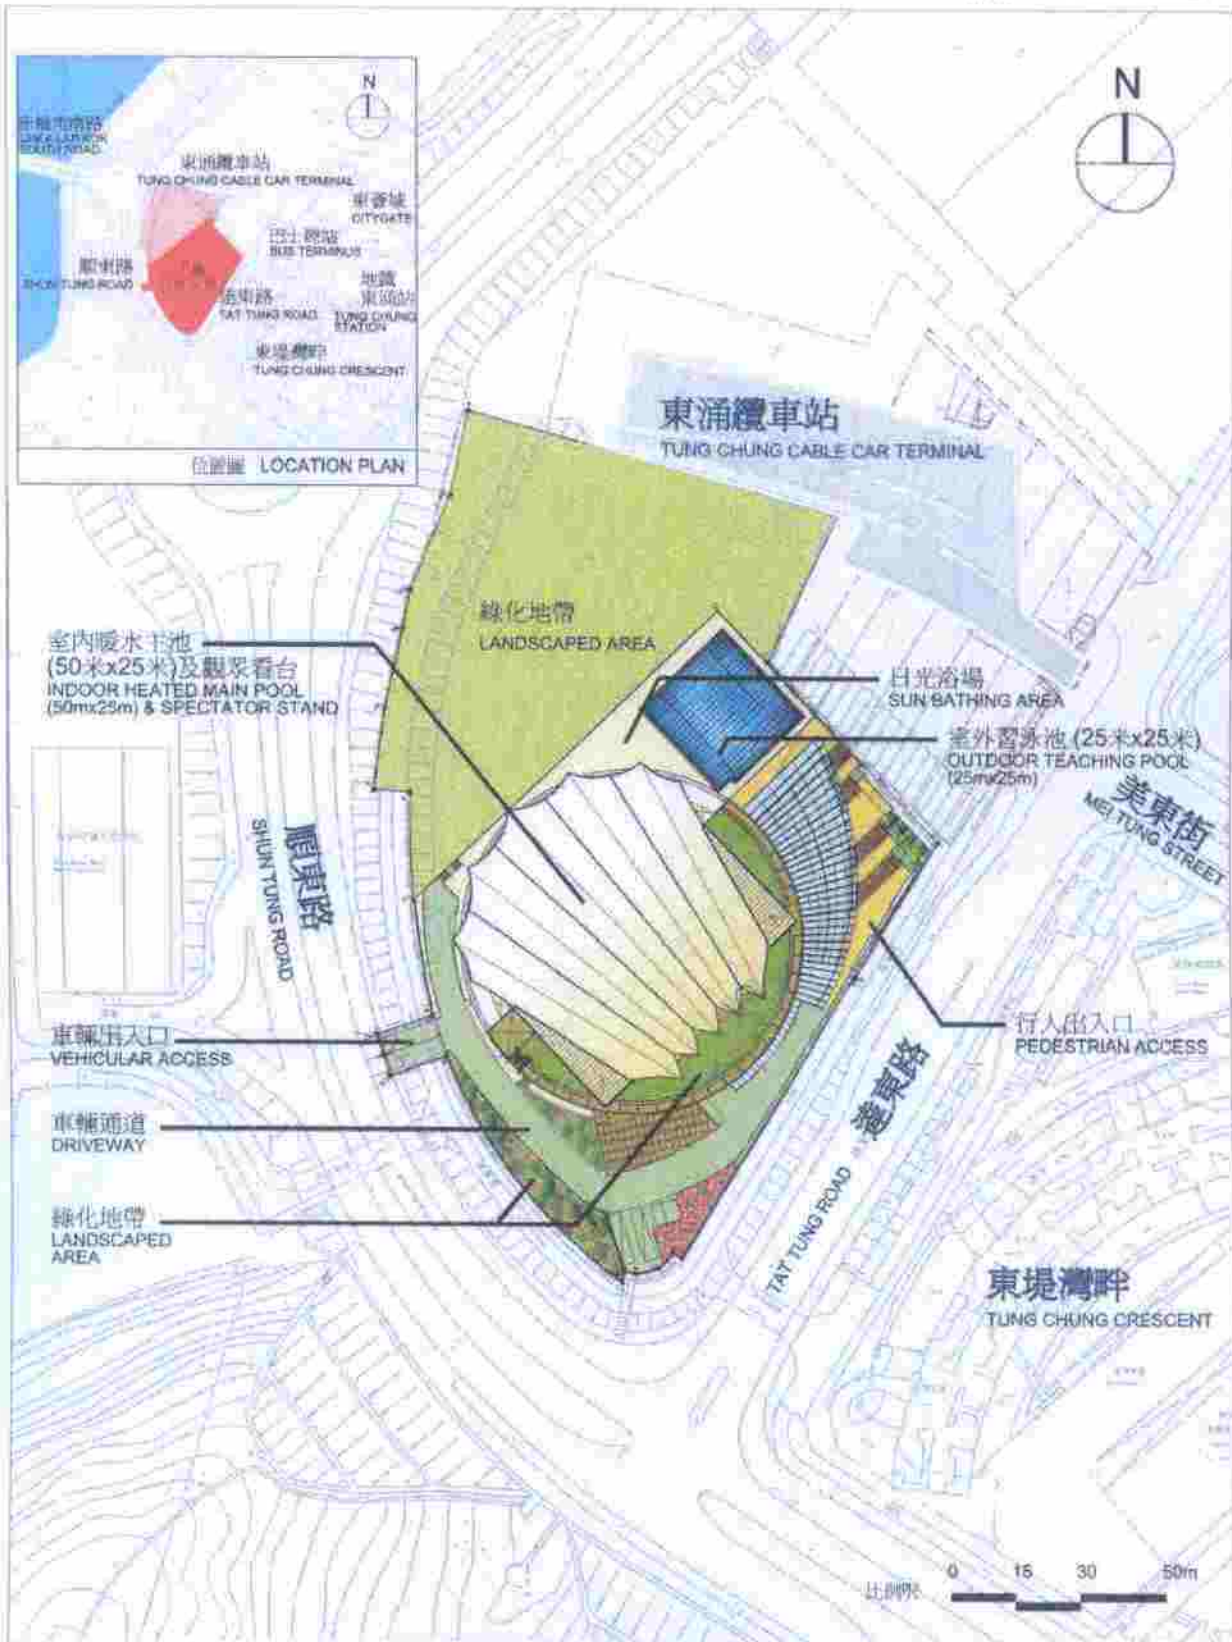 N
東涌纜車站
TUNG CHUNG CABLE CAR TERMINAL
東薈城
CITYGATE
巴士總站
BUS TERMINUS
順東路
SHUN TUNG ROAD
地鐵
東涌站
TUNG CHUNG
STATION
達東路
TAT TUNG ROAD
東堤灣畔
TUNG CHUNG CRESCENT
SOUTH ROAD
位置圖 LOCATION PLAN
N
東涌纜車站
TUNG CHUNG CABLE CAR TERMINAL
綠化地帶
LANDSCAPED AREA
室內暖水主池
(50米x25米)及觀眾看台
INDOOR HEATED MAIN POOL
(50mx25m) & SPECTATOR STAND
日光浴場
SUN BATHING AREA
室外習泳池 (25米x25米)
OUTDOOR TEACHING POOL
(25mx25m)
美東街
MEI TUNG STREET
順東路
SHUN TUNG ROAD
車輛出入口
VEHICULAR ACCESS
行人出入口
PEDESTRIAN ACCESS
車輛通道
DRIVEWAY
達東路
TAT TUNG ROAD
綠化地帶
LANDSCAPED
AREA
東堤灣畔
TUNG CHUNG CRESCENT
比例尺
0 15 30 50m